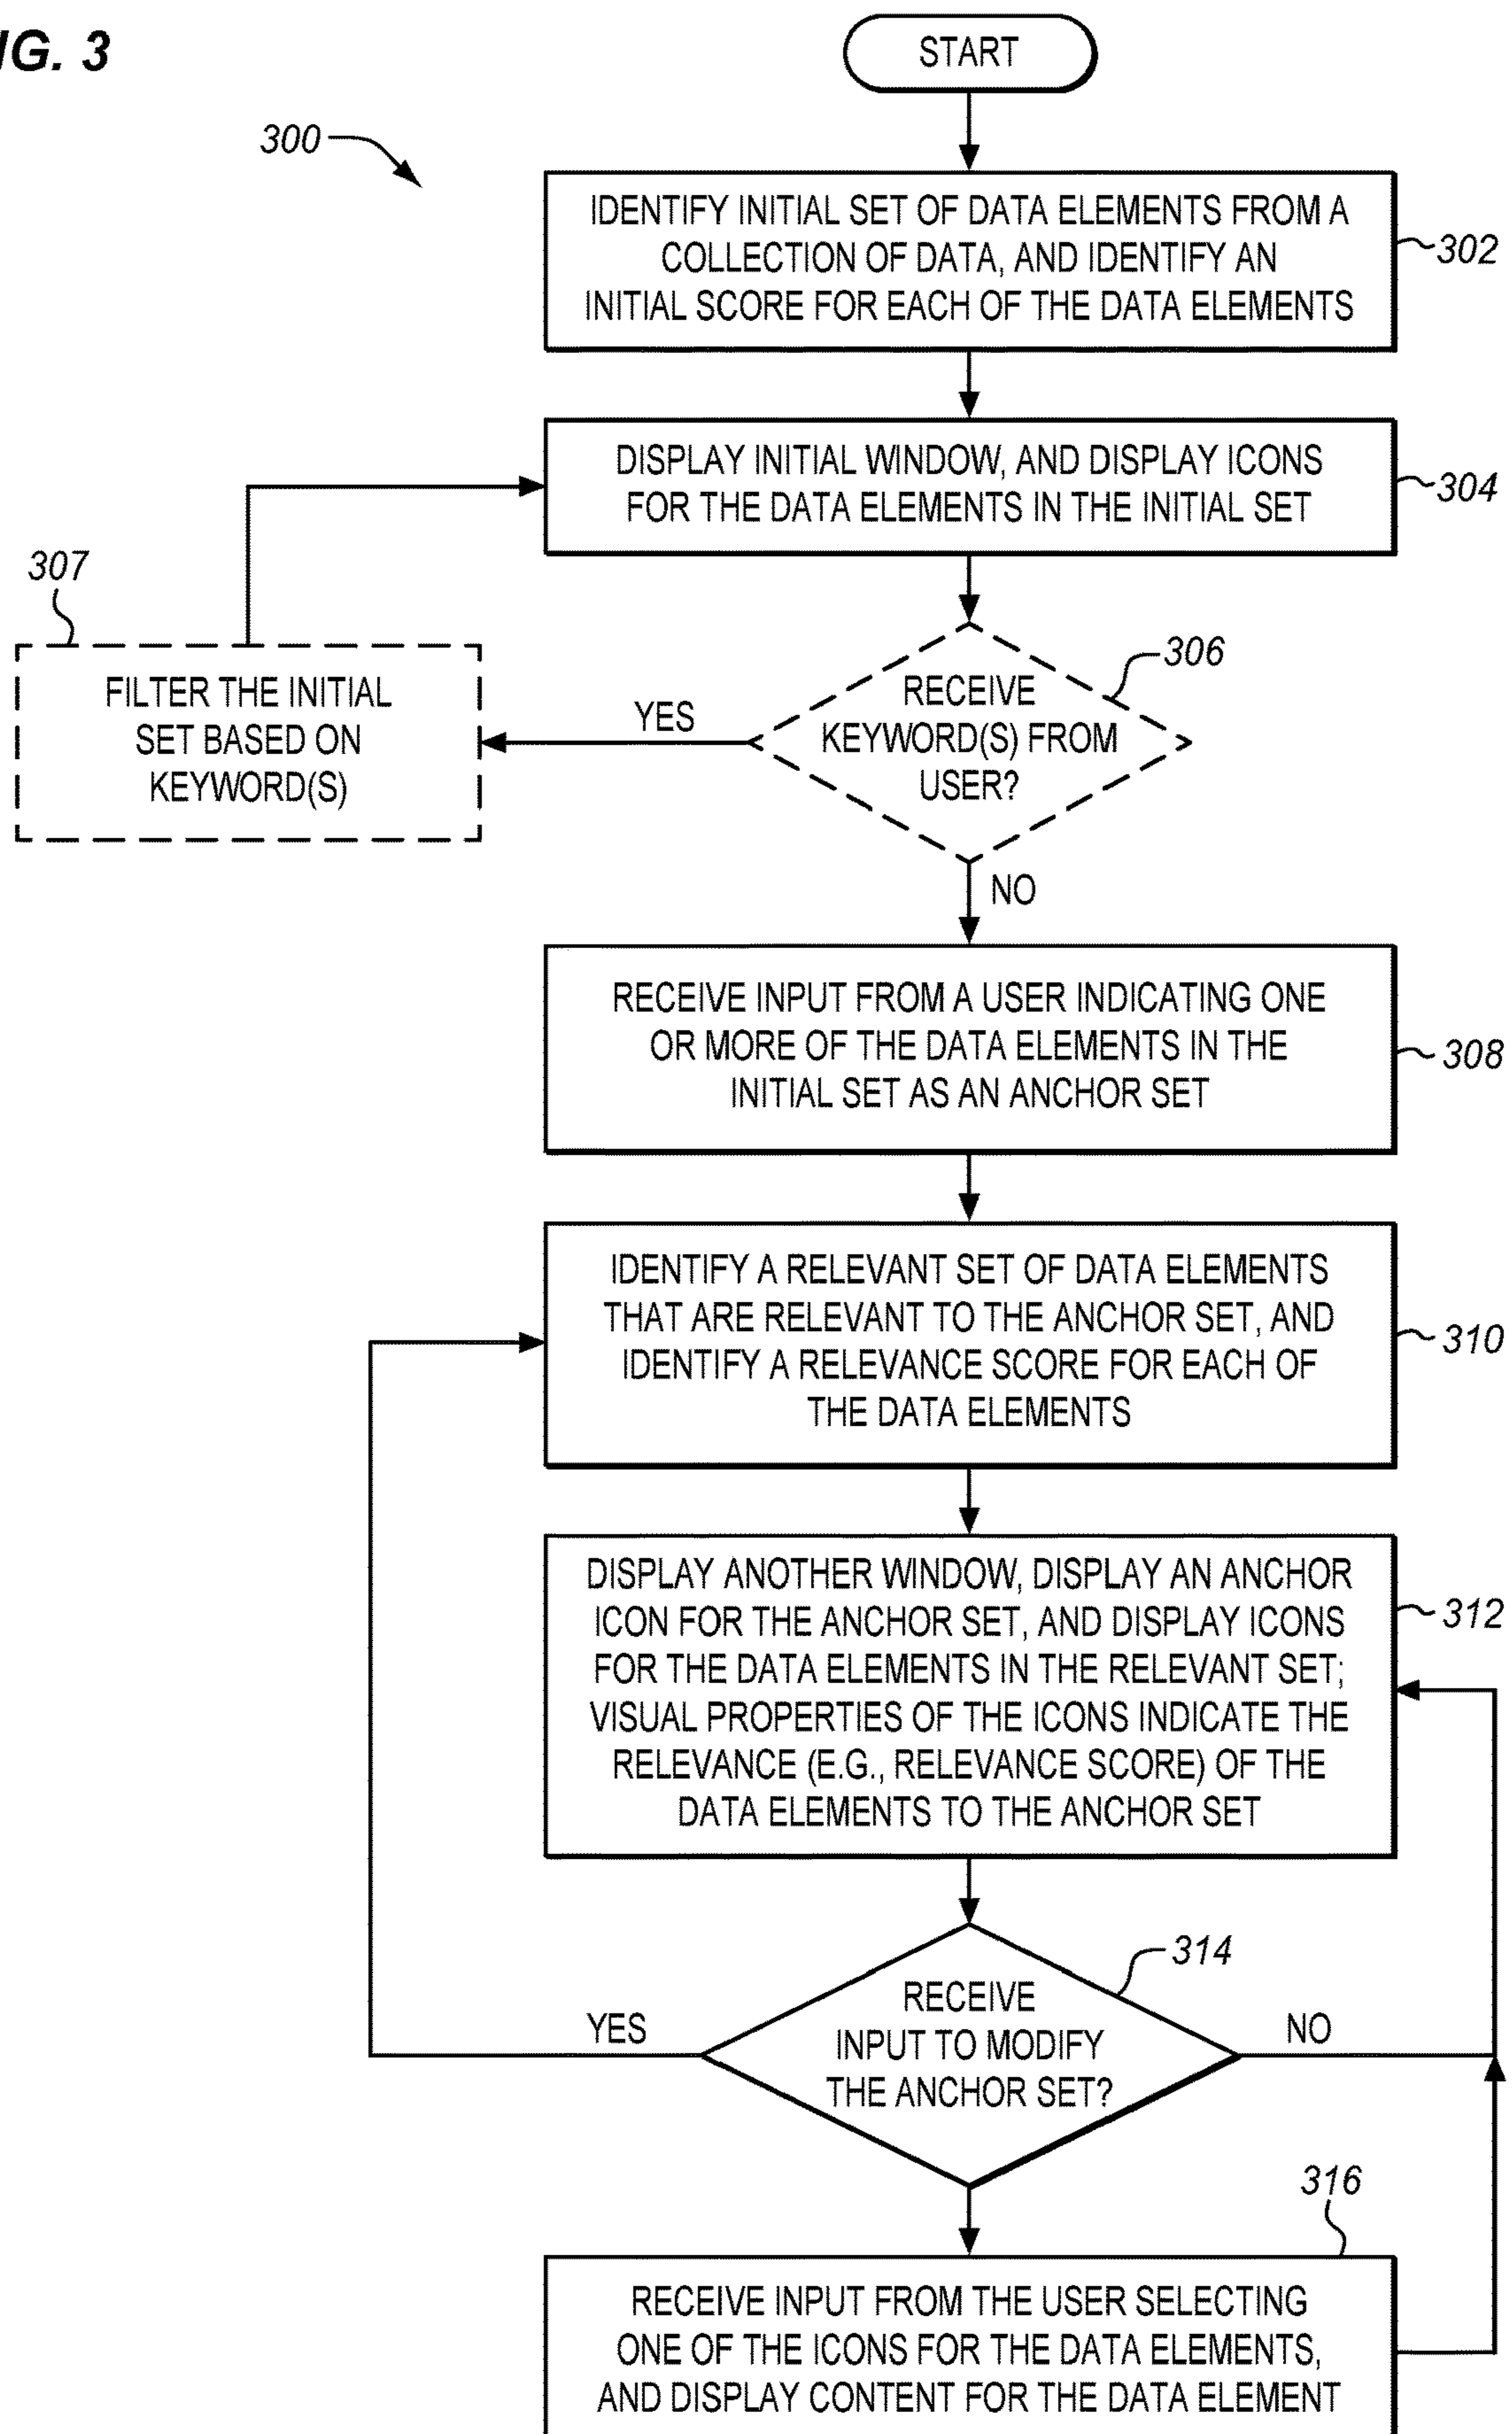 IG. 3
START
300
IDENTIFY INITIAL SET OF DATA ELEMENTS FROM A
COLLECTION OF DATA, AND IDENTIFY AN
INITIAL SCORE FOR EACH OF THE DATA ELEMENTS
302
DISPLAY INITIAL WINDOW, AND DISPLAY ICONS
FOR THE DATA ELEMENTS IN THE INITIAL SET
304
307
FILTER THE INITIAL
SET BASED ON
KEYWORD(S)
YES
306
RECEIVE
KEYWORD(S) FROM
USER?
NO
RECEIVE INPUT FROM A USER INDICATING ONE
OR MORE OF THE DATA ELEMENTS IN THE
INITIAL SET AS AN ANCHOR SET
308
IDENTIFY A RELEVANT SET OF DATA ELEMENTS
THAT ARE RELEVANT TO THE ANCHOR SET, AND
IDENTIFY A RELEVANCE SCORE FOR EACH OF
THE DATA ELEMENTS
310
DISPLAY ANOTHER WINDOW, DISPLAY AN ANCHOR
ICON FOR THE ANCHOR SET, AND DISPLAY ICONS
FOR THE DATA ELEMENTS IN THE RELEVANT SET;
VISUAL PROPERTIES OF THE ICONS INDICATE THE
RELEVANCE (E.G., RELEVANCE SCORE) OF THE
DATA ELEMENTS TO THE ANCHOR SET
312
314
RECEIVE
INPUT TO MODIFY
THE ANCHOR SET?
YES
NO
316
RECEIVE INPUT FROM THE USER SELECTING
ONE OF THE ICONS FOR THE DATA ELEMENTS,
AND DISPLAY CONTENT FOR THE DATA ELEMENT